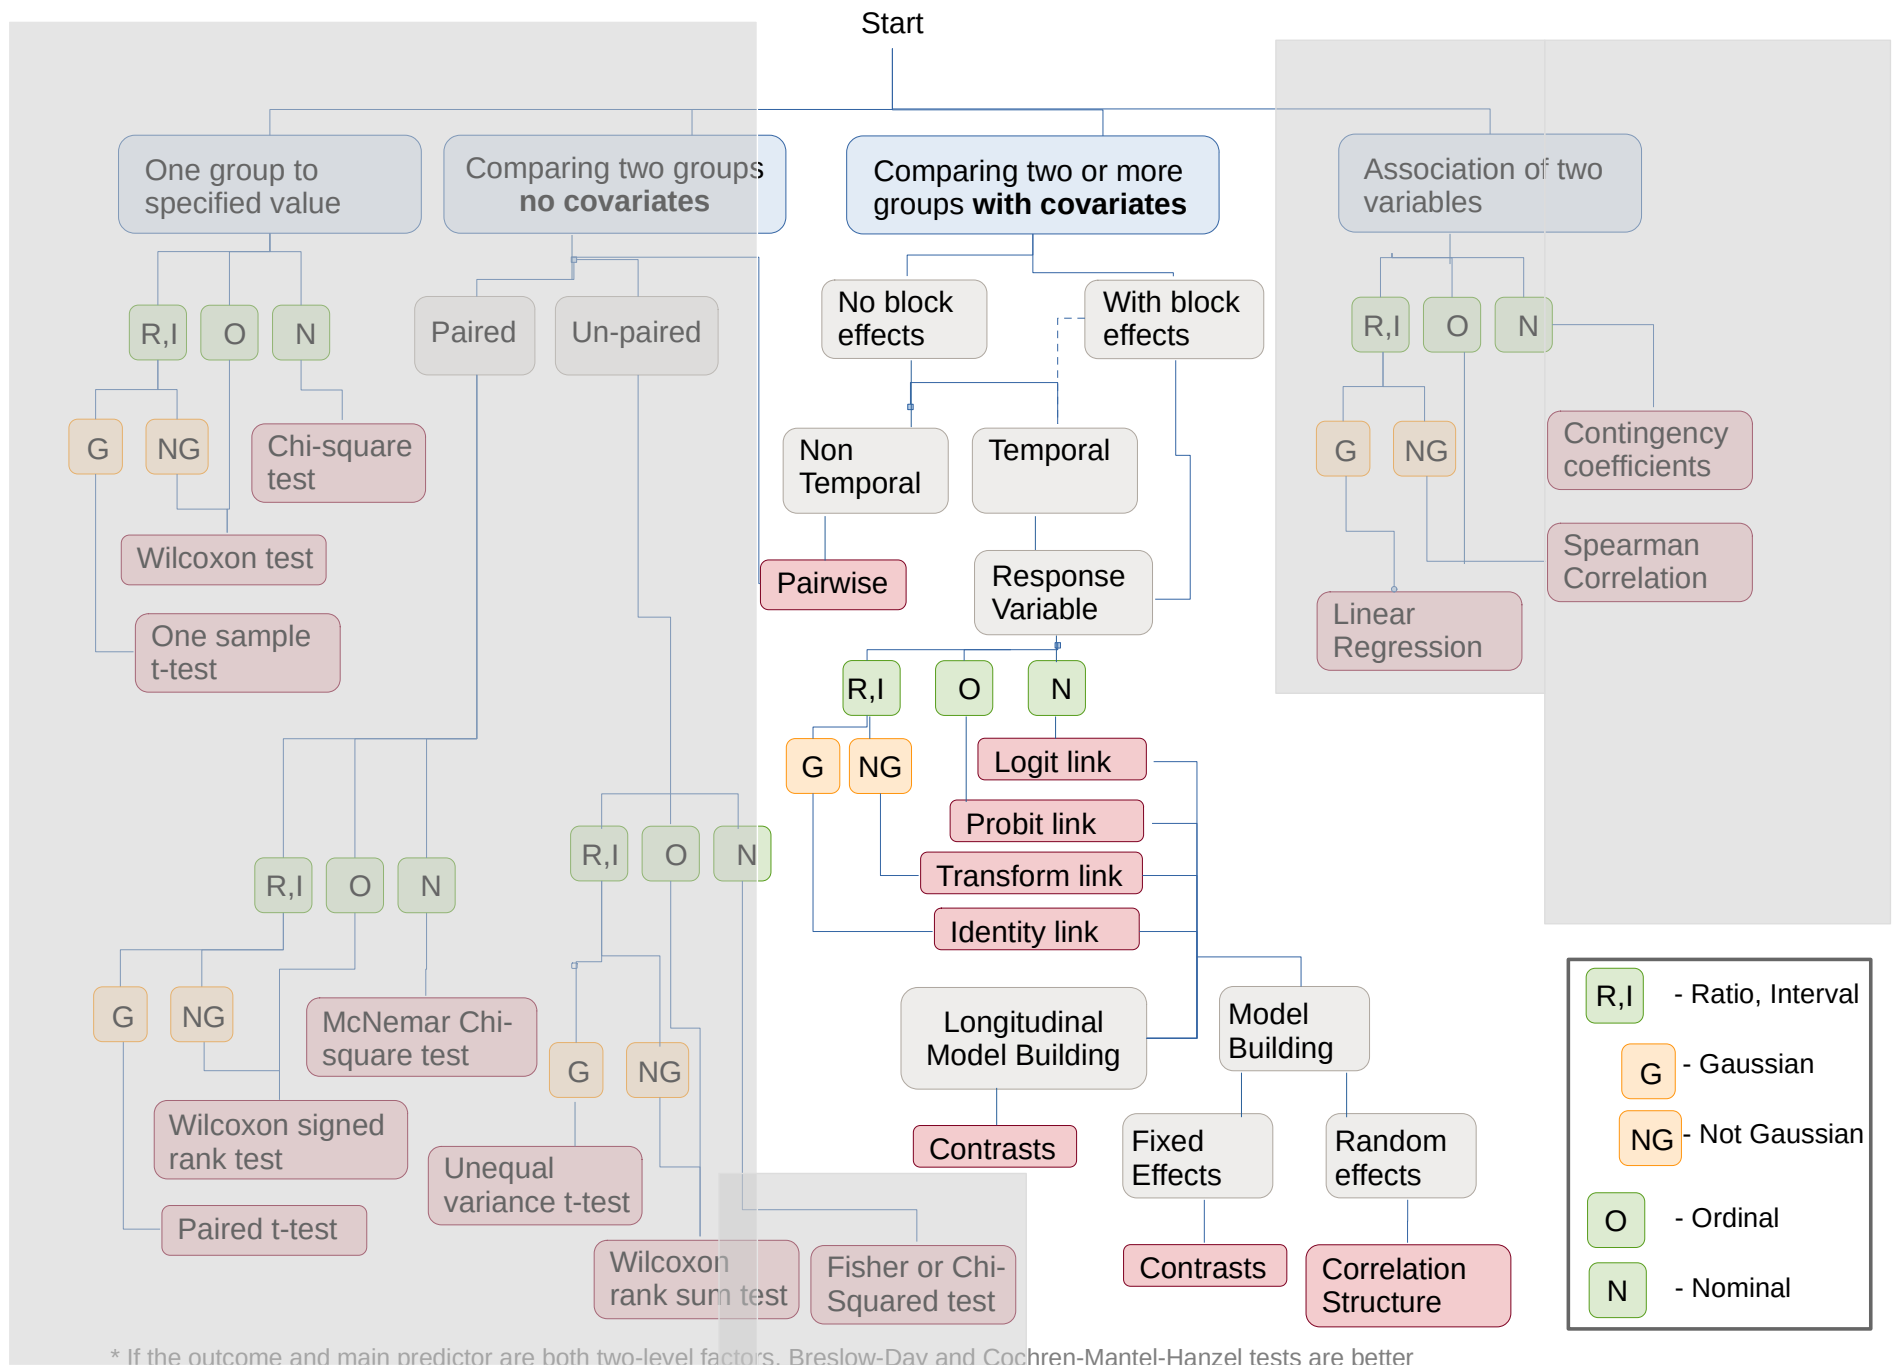 Start
One group to
specified value
Comparing two groups
no covariates
Comparing two or more
groups with covariates
Association of two
variables
No block
effects
With block
effects
R,I
O
N
Paired
Un-paired
R,I
O
N
G
NG
Chi-square
test
Non
Temporal
Temporal
G
NG
Contingency
coefficients
Wilcoxon test
Pairwise
Response
Variable
Spearman
Correlation
One sample
t-test
Linear
Regression
R,I
O
N
G
NG
Logit link
Probit link
Transform link
Identity link
R,I
O
N
R,I
O
N
G
NG
McNemar Chi-
square test
G
NG
Longitudinal
Model Building
Model
Building
Wilcoxon signed
rank test
Unequal
variance t-test
Paired t-test
Contrasts
Fixed
Effects
Random
effects
Wilcoxon
rank sum test
Fisher or Chi-
Squared test
Contrasts
Correlation
Structure
R,I - Ratio, Interval
G - Gaussian
NG - Not Gaussian
O - Ordinal
N - Nominal
* If the outcome and main predictor are both two-level factors, Breslow-Day and Cochren-Mantel-Hanzel tests are better